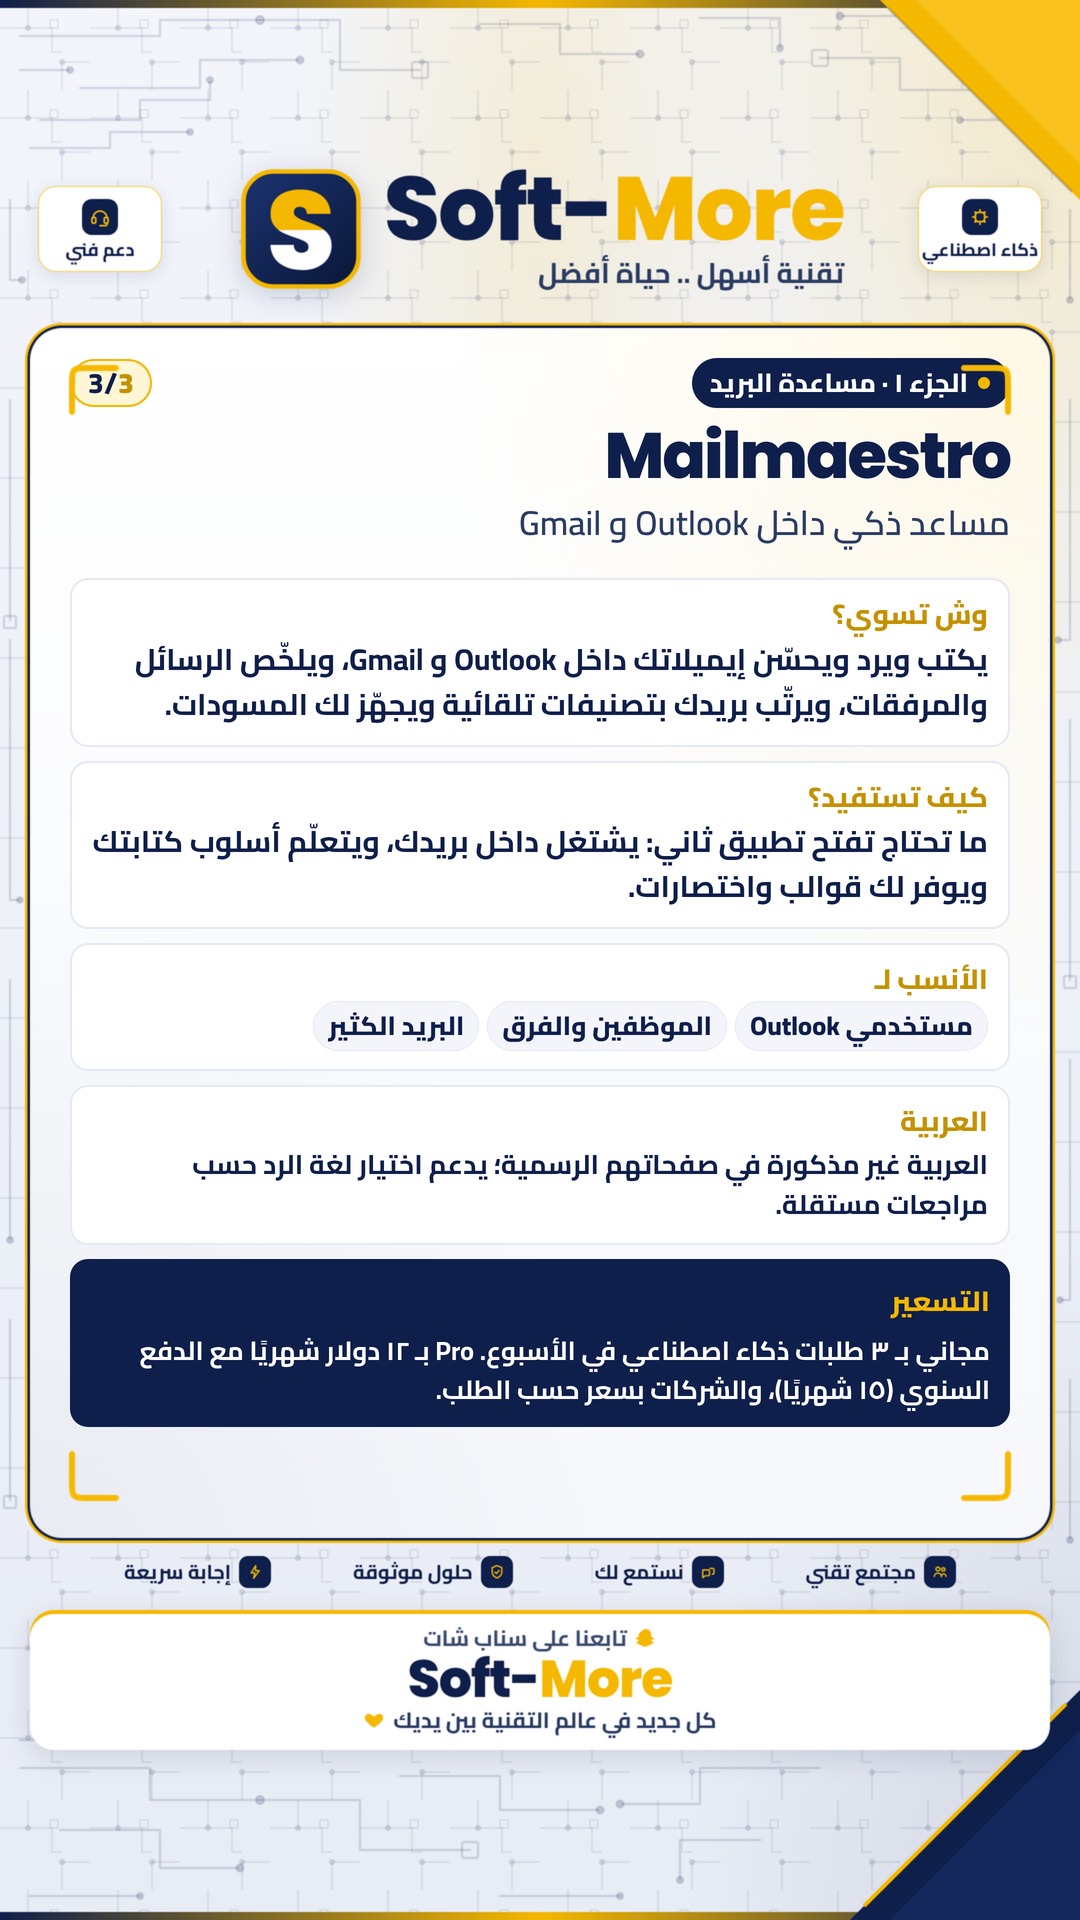 ذكاء اصطناعي
Soft-More
تقنية أسهل .. حياة أفضل
S
دعم فني
الجزء ١ · مساعدة البريد
3/3
Mailmaestro
مساعد ذكي داخل Outlook و Gmail
وش تسوي؟
يكتب ويرد ويحسّن إيميلاتك داخل Outlook و Gmail، ويلخّص الرسائل
والمرفقات، ويرتّب بريدك بتصنيفات تلقائية ويجهّز لك المسودات.
كيف تستفيد؟
ما تحتاج تفتح تطبيق ثاني: يشتغل داخل بريدك، ويتعلّم أسلوب كتابتك
ويوفر لك قوالب واختصارات.
الأنسب لـ
مستخدمي Outlook
الموظفين والفرق
البريد الكثير
العربية
العربية غير مذكورة في صفحاتهم الرسمية؛ يدعم اختيار لغة الرد حسب
مراجعات مستقلة.
التسعير
مجاني بـ ٣ طلبات ذكاء اصطناعي في الأسبوع. Pro بـ ١٢ دولار شهريًا مع الدفع
السنوي (١٥ شهريًا)، والشركات بسعر حسب الطلب.
مجتمع تقني
نستمع لك
حلول موثوقة
إجابة سريعة
تابعنا على سناب شات
Soft-More
كل جديد في عالم التقنية بين يديك